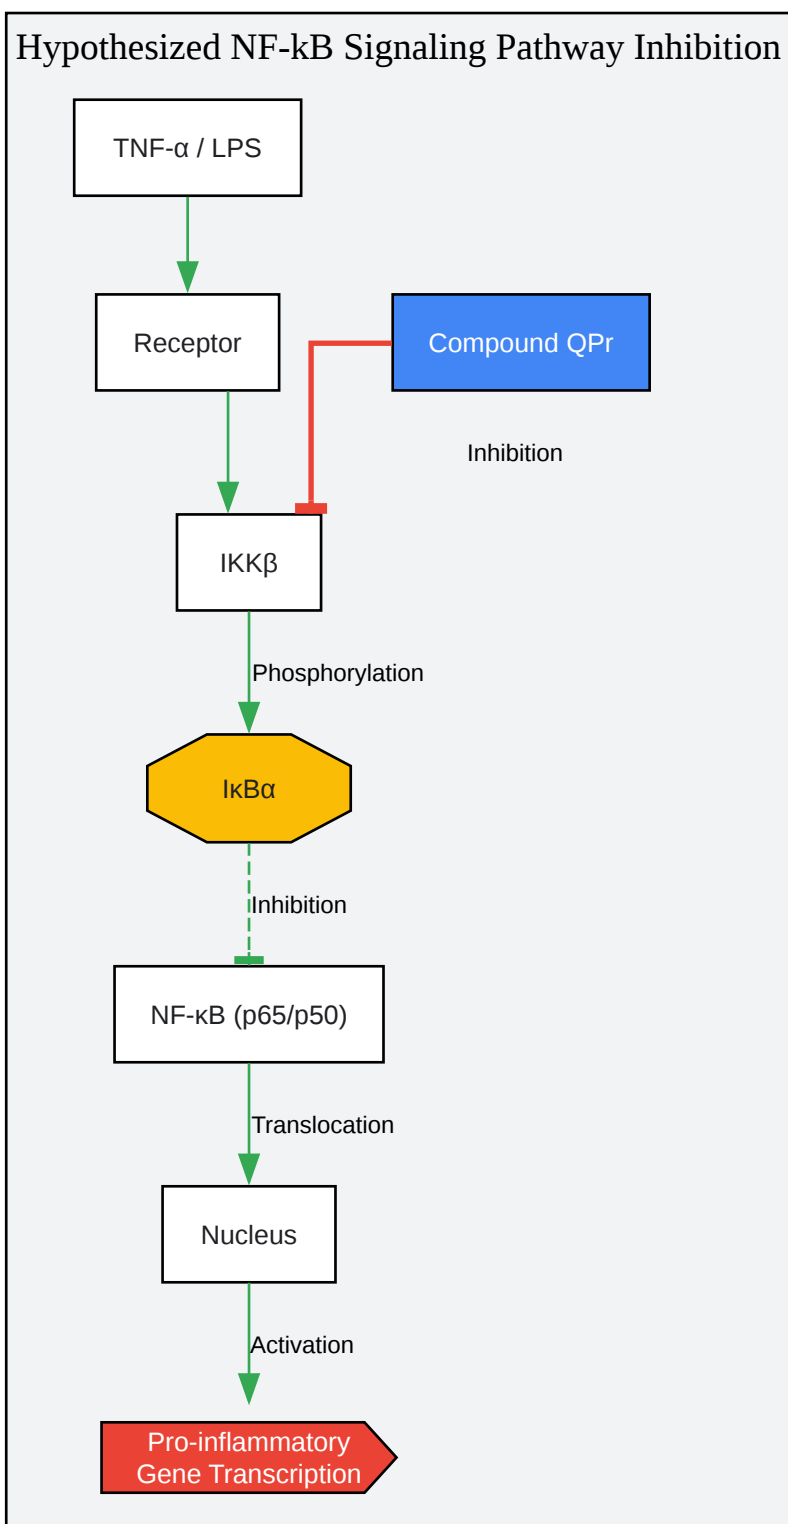 Hypothesized NF-kB Signaling Pathway Inhibition
TNF-α / LPS
Receptor
Compound QPr
Inhibition
IKKβ
Phosphorylation
IκBα
Inhibition
NF-κB (p65/p50)
Translocation
Nucleus
Activation
Pro-inflammatory
Gene Transcription